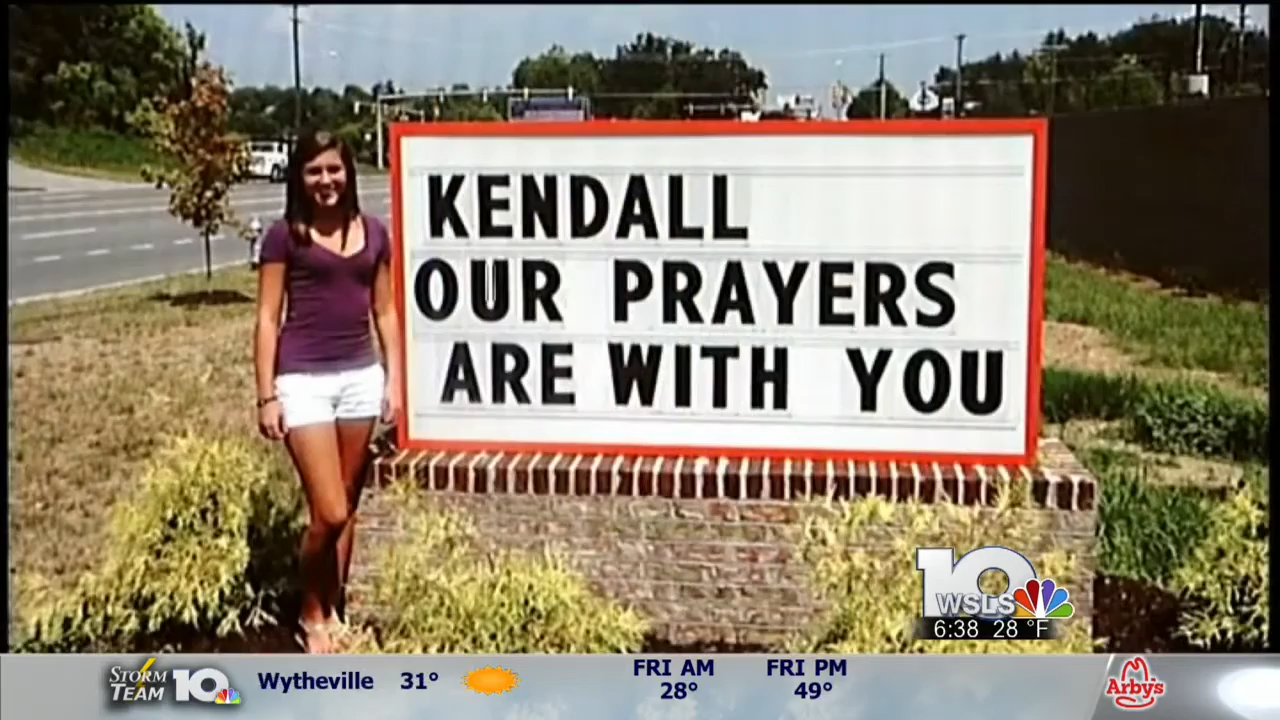 KENDALL
OUR PRAYERS
ARE WITH YOU
10
WSLS
6:38 28 °F
STORM TEAM 10
Wytheville 31°
FRI AM
28°
FRI PM
49°
Arby's